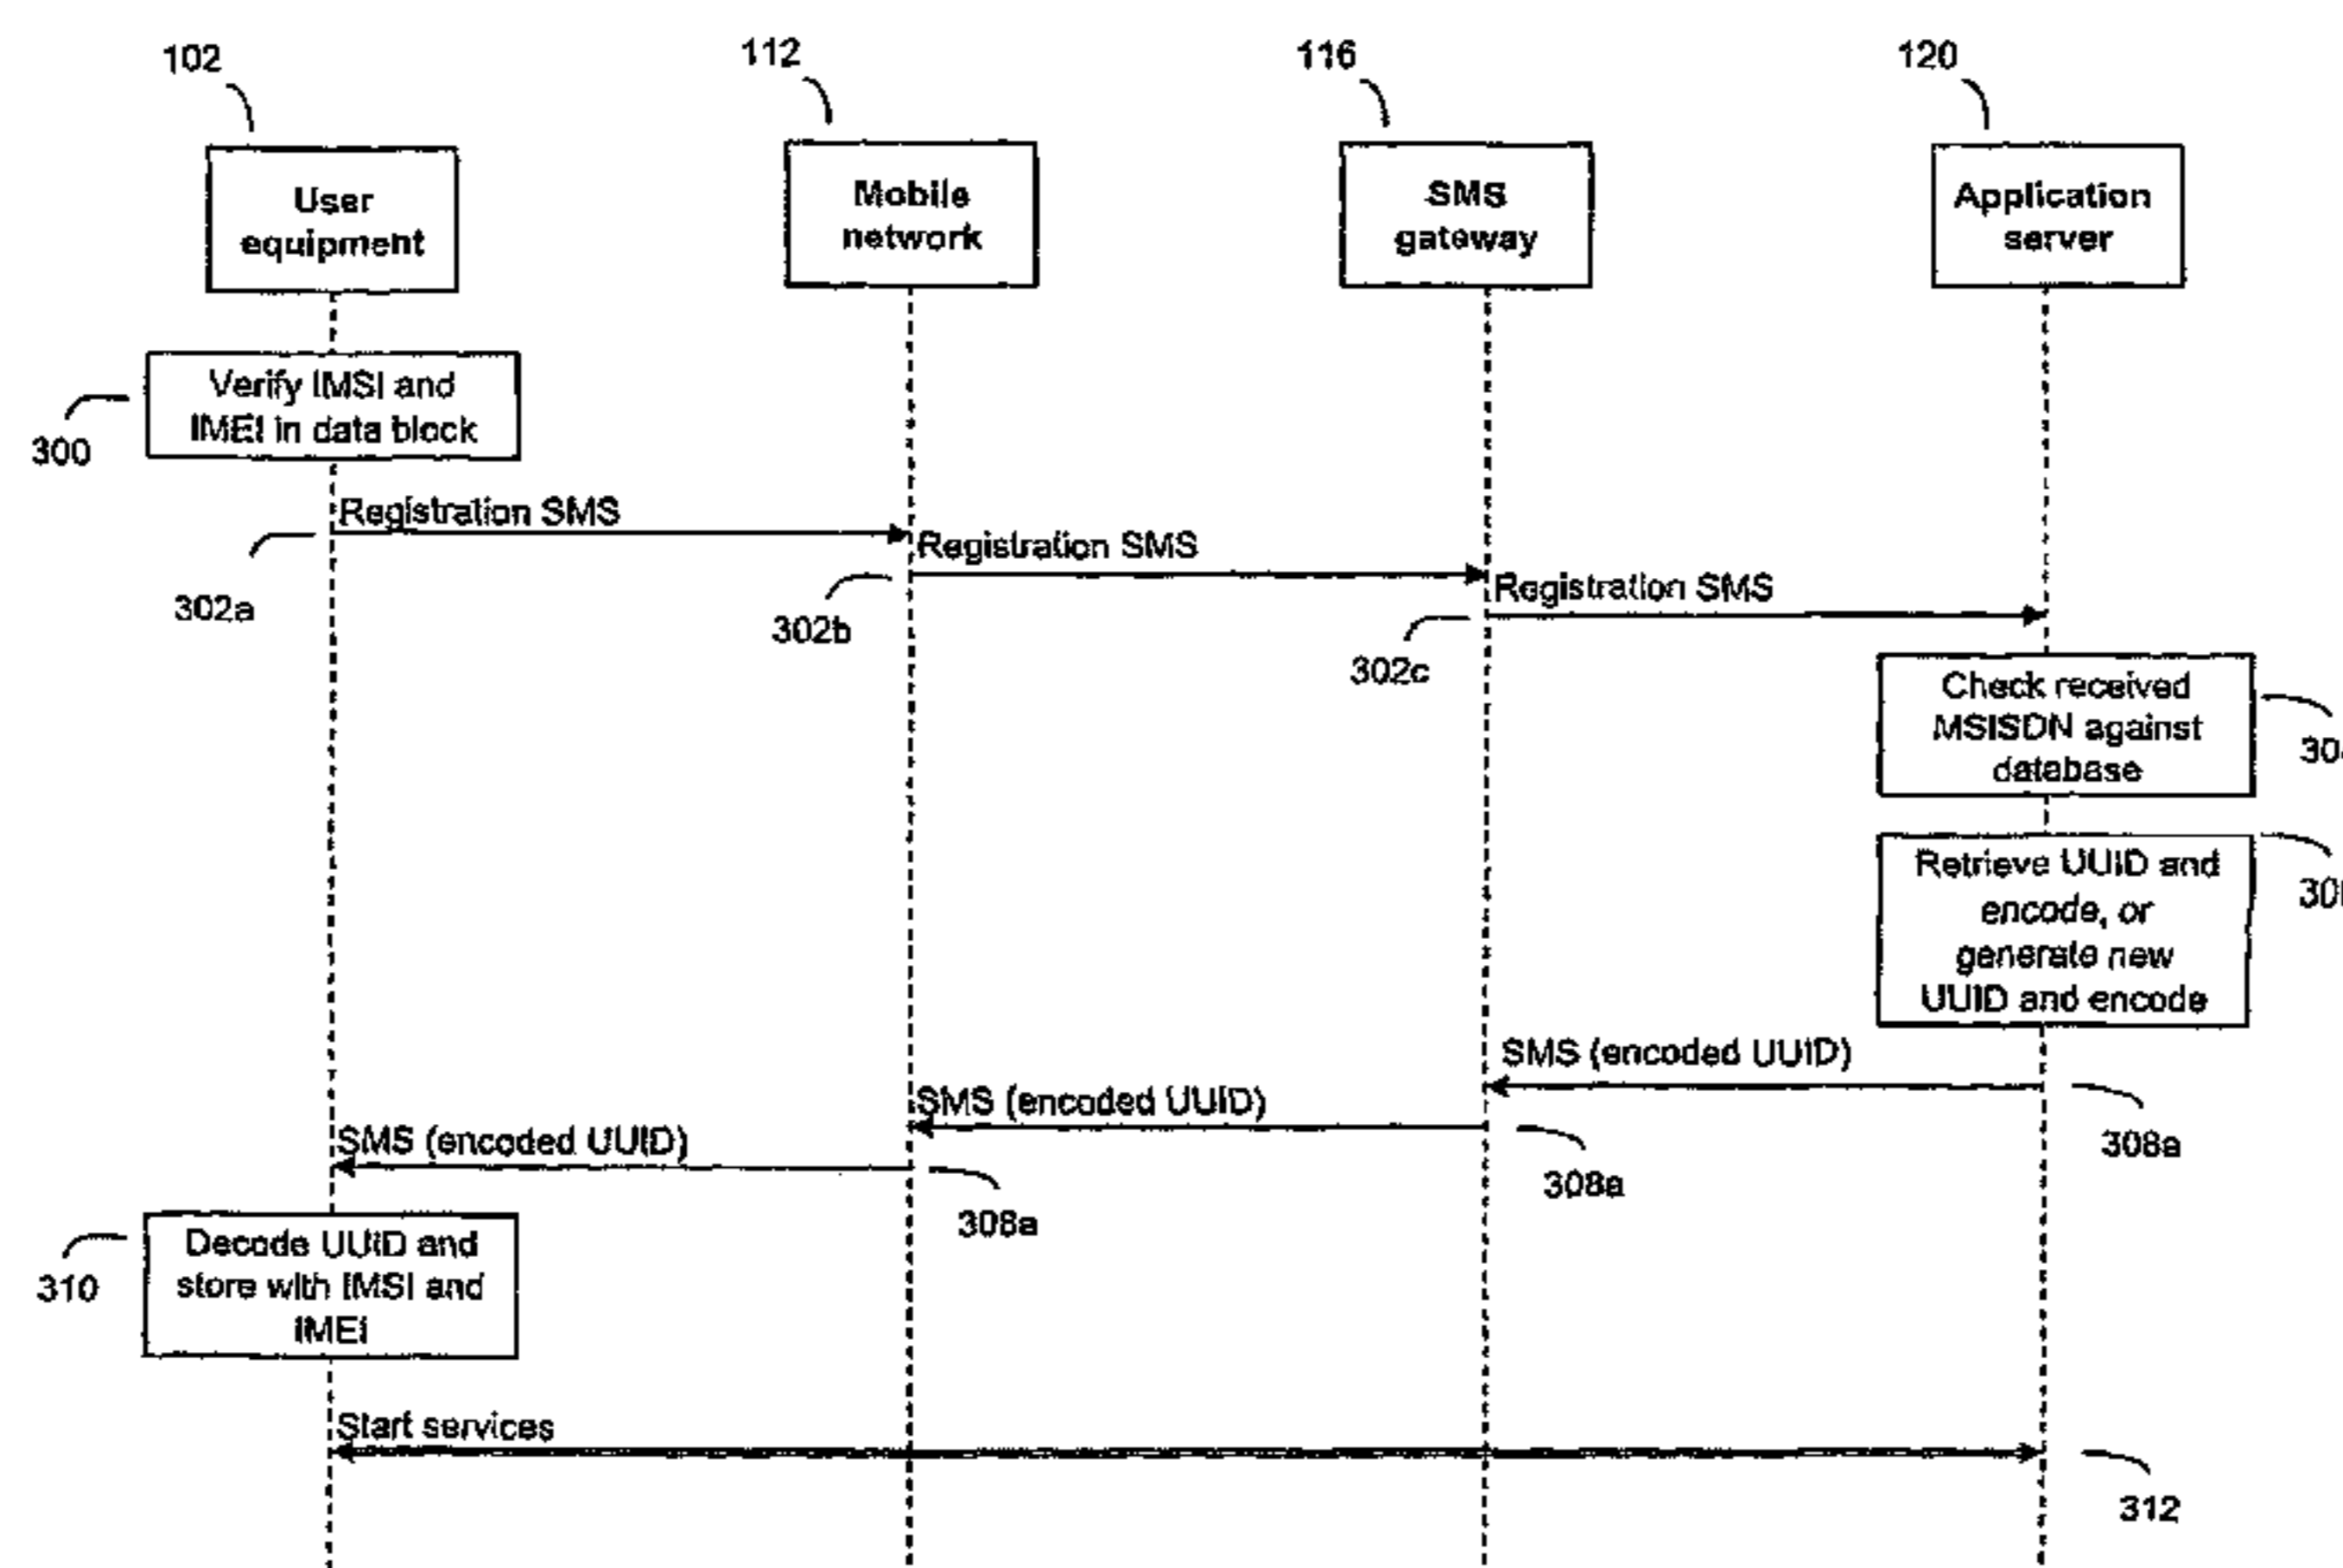 102
112
116
120
User
equipment
Mobile
network
SMS
gateway
Application
server
Verify IMSI and
IMEI in data block
300
Registration SMS
302a
Registration SMS
302b
Registration SMS
302c
Check received
MSISDN against
database
Retrieve UUID and
encode, or
generate new
UUID and encode
SMS (encoded UUID)
308a
SMS (encoded UUID)
308a
SMS (encoded UUID)
308a
Decode UUID and
store with IMSI and
IMEI
310
Start services
312